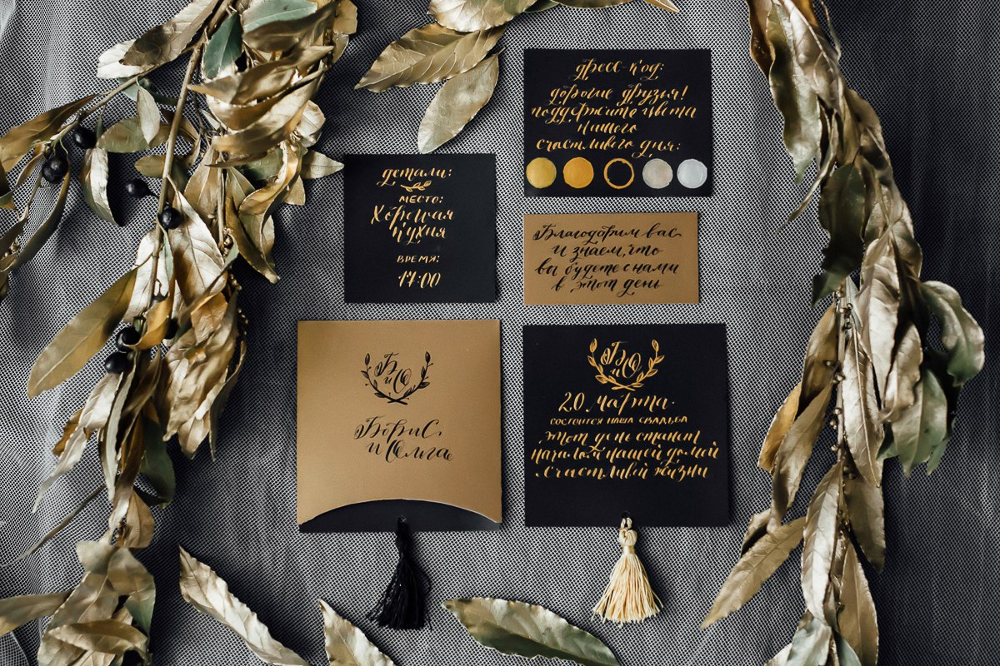 дресс-код:
дорогие друзья!
поддержите цвета
нашего
счастливого дня:
детали:
МЕСТО:
Хорошая
кухня
ВРЕМЯ:
17:00
Благодарим вас
и знаем, что
вы будете с нами
в этот день
Б
и О
Борис
и Ольга
Б
и О
20 марта
СОСТОИТСЯ НАША СВАДЬБА
этот день станет
началом нашей долгой
счастливой жизни